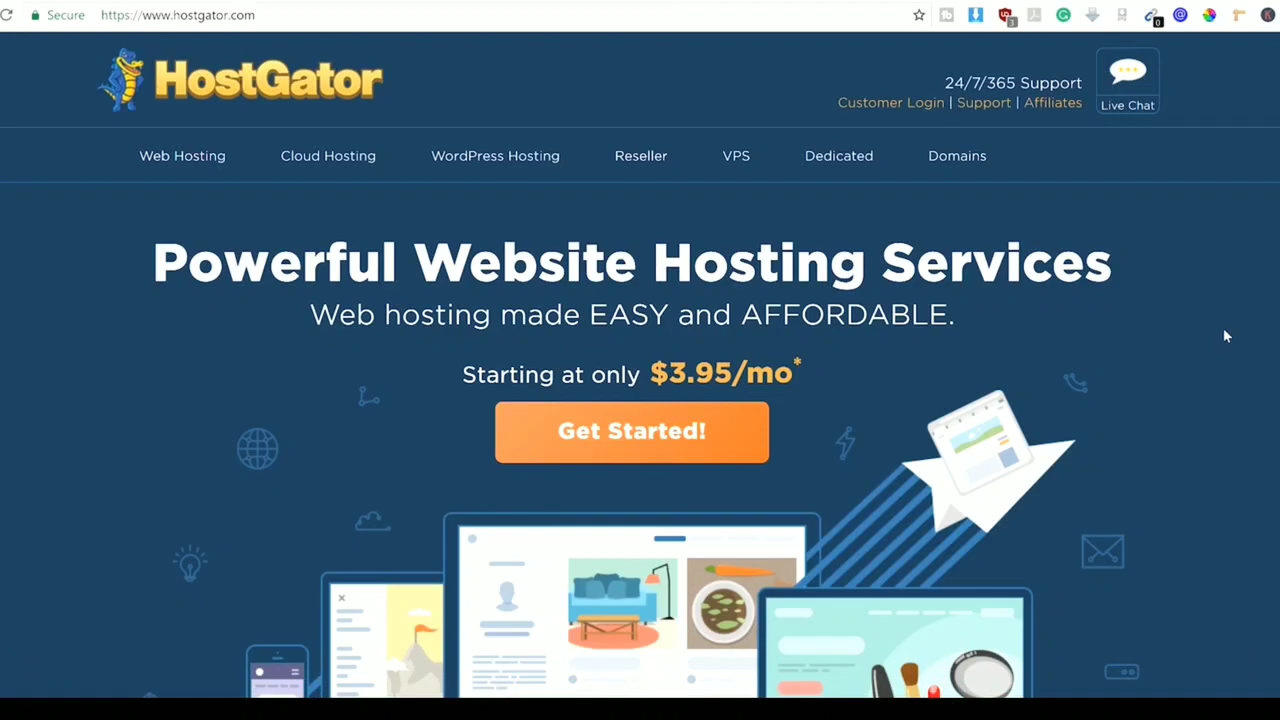 Secure https://www.hostgator.com
3
0
K
HostGator
24/7/365 Support
Customer Login | Support | Affiliates
Live Chat
Web Hosting Cloud Hosting WordPress Hosting Reseller VPS Dedicated Domains
Powerful Website Hosting Services
Web hosting made EASY and AFFORDABLE.
Starting at only $3.95/mo*
Get Started!